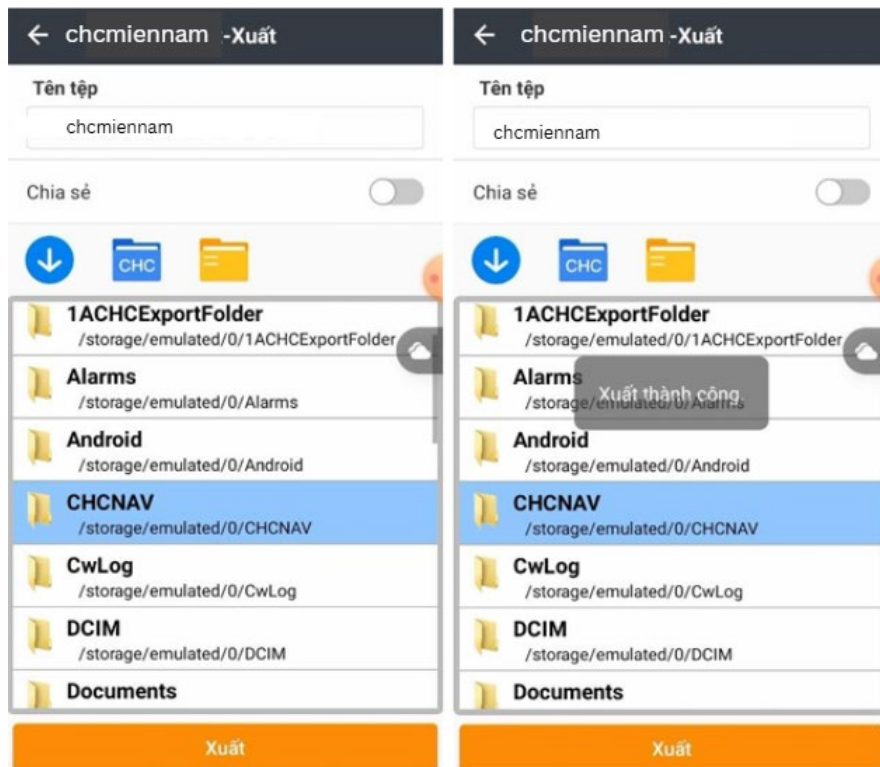 chcmiennam -Xuất
Tên tệp
chcmiennam
Chia sẻ
CHC
1ACHCExportFolder
/storage/emulated/0/1ACHCExportFolder
Alarms
/storage/emulated/0/Alarms
Android
/storage/emulated/0/Android
CHCNAV
/storage/emulated/0/CHCNAV
CwLog
/storage/emulated/0/CwLog
DCIM
/storage/emulated/0/DCIM
Documents
Xuất
chcmiennam -Xuất
Tên tệp
chcmiennam
Chia sẻ
CHC
1ACHCExportFolder
/storage/emulated/0/1ACHCExportFolder
Alarms
/storage/emulated/0/Alarms
Xuất thành công.
Android
/storage/emulated/0/Android
CHCNAV
/storage/emulated/0/CHCNAV
CwLog
/storage/emulated/0/CwLog
DCIM
/storage/emulated/0/DCIM
Documents
Xuất